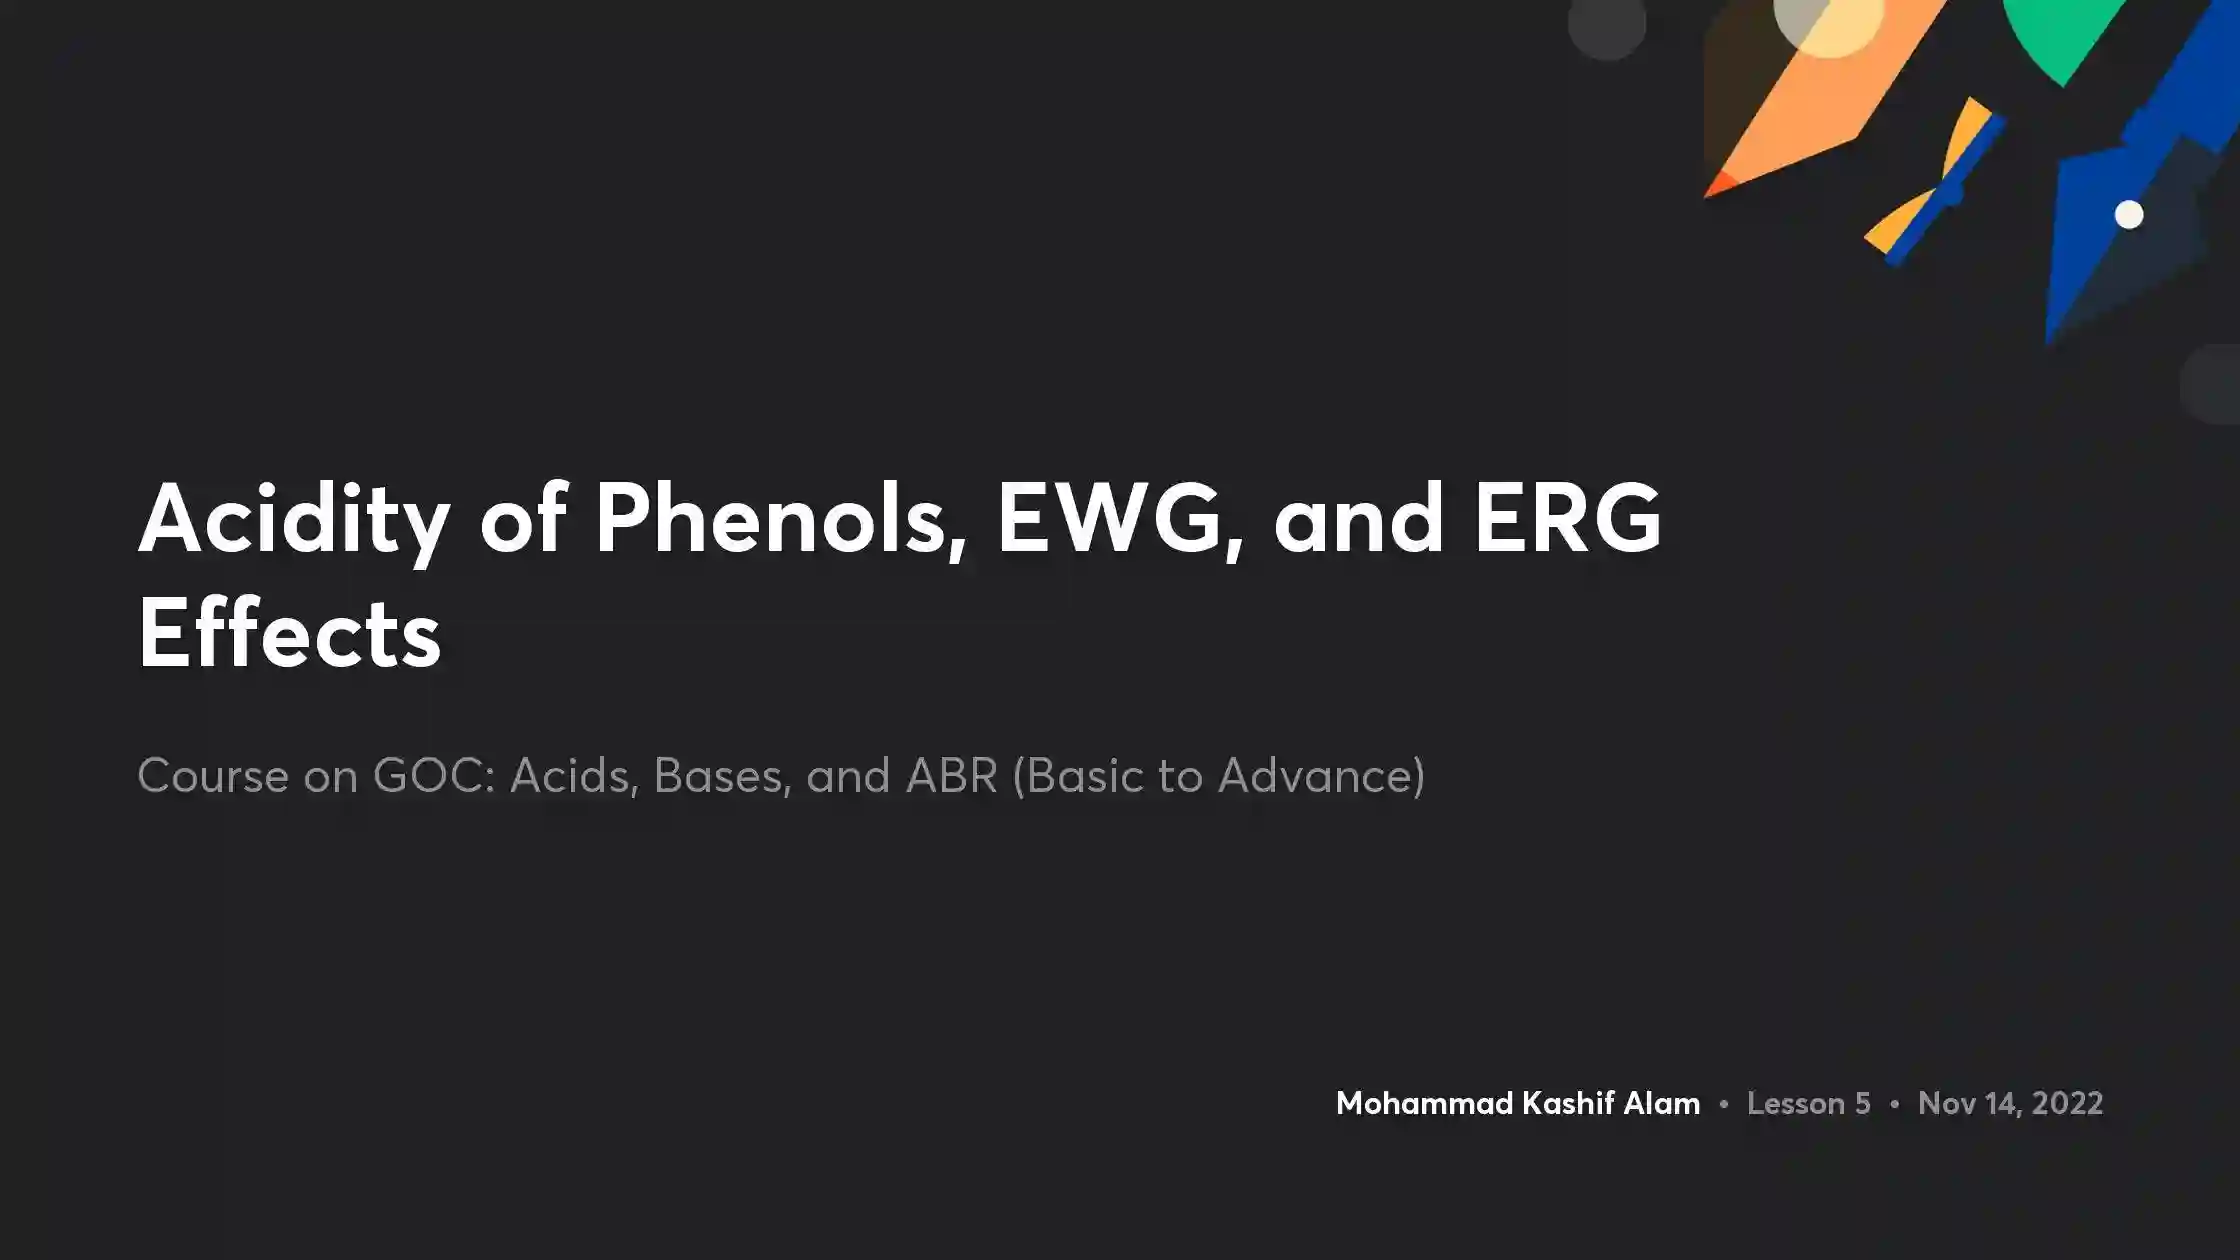 Acidity of Phenols, EWG, and ERG
Effects
Course on GOC: Acids, Bases, and ABR (Basic to Advance)
Mohammad Kashif Alam • Lesson 5 • Nov 14, 2022